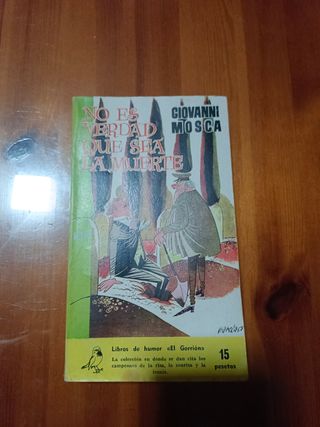 NO ES
VERDAD
QUE SEA
LA MUERTE
GIOVANNI
MOSCA
Libros de humor «El Gorrión»
La colección en donde se dan cita los
campeones de la risa, la sonrisa y la
ironía.
15
pesetas